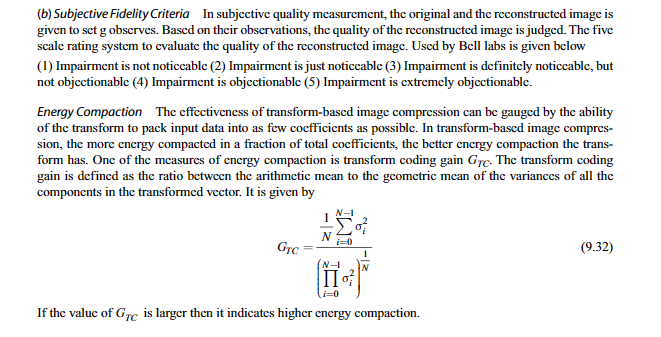 (b) Subjective Fidelity Criteria In subjective quality measurement, the original and the reconstructed image is
given to set g observes. Based on their observations, the quality of the reconstructed image is judged. The five
scale rating system to evaluate the quality of the reconstructed image. Used by Bell labs is given below
(1) Impairment is not noticeable (2) Impairment is just noticeable (3) Impairment is definitely noticeable, but
not objectionable (4) Impairment is objectionable (5) Impairment is extremely objectionable.
Energy Compaction The effectiveness of transform-based image compression can be gauged by the ability
of the transform to pack input data into as few coefficients as possible. In transform-based image compres-
sion, the more energy compacted in a fraction of total coefficients, the better energy compaction the trans-
form has. One of the measures of energy compaction is transform coding gain G_TC. The transform coding
gain is defined as the ratio between the arithmetic mean to the geometric mean of the variances of all the
components in the transformed vector. It is given by
G_TC = \frac{\frac{1}{N} \sum_{i=0}^{N-1} \sigma_i^2}{\left( \prod_{i=0}^{N-1} \sigma_i^2 \right)^{\frac{1}{N}}} (9.32)
If the value of G_TC is larger then it indicates higher energy compaction.